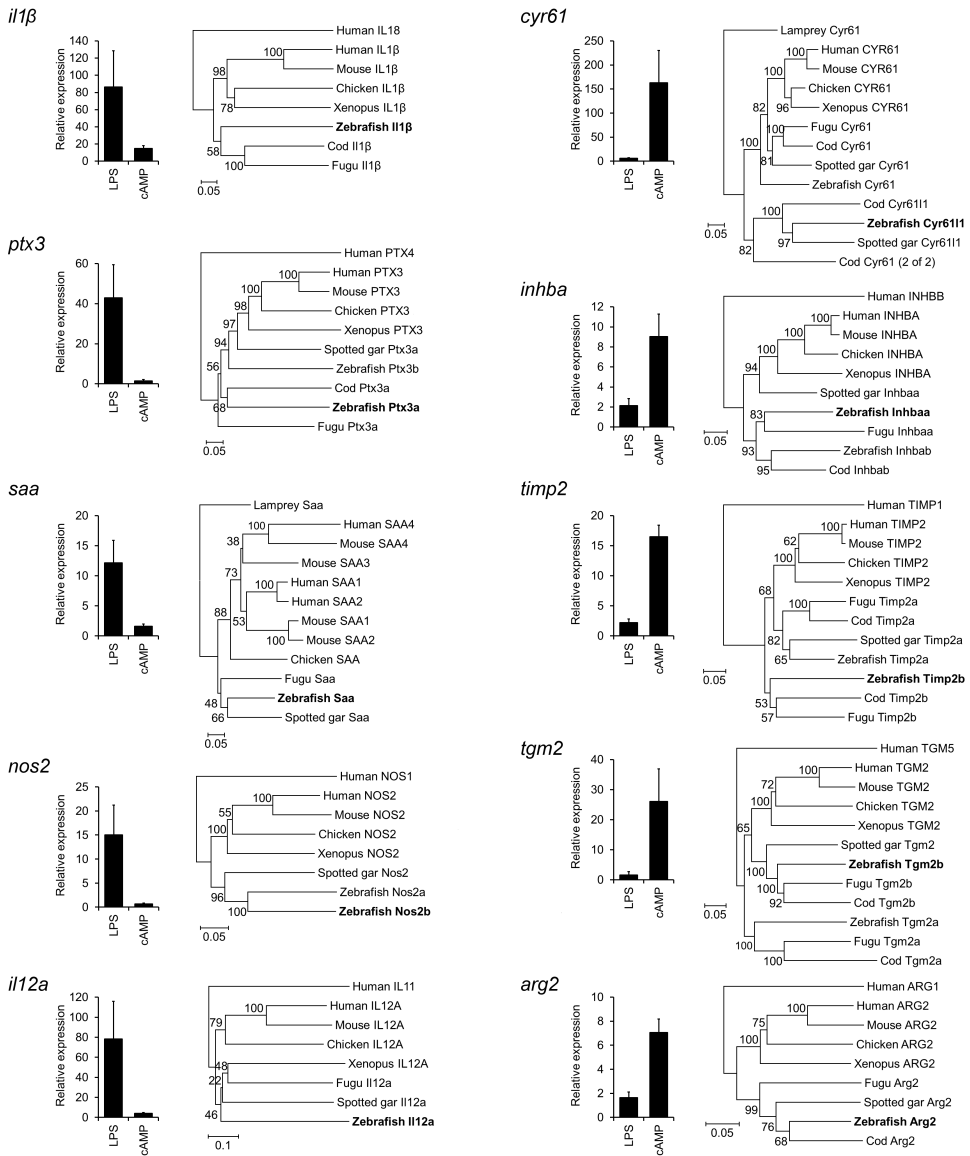 il1β
Relative expression
140
120
100
80
60
40
20
0
LPS
cAMP
Human IL18
Human IL1β
Mouse IL1β
Chicken IL1β
Xenopus IL1β
Zebrafish Il1β
Cod Il1β
Fugu Il1β
100
98
78
58
100
0.05
ptx3
Relative expression
60
40
20
0
LPS
cAMP
Human PTX4
Human PTX3
Mouse PTX3
Chicken PTX3
Xenopus PTX3
Spotted gar Ptx3a
Zebrafish Ptx3b
Cod Ptx3a
Zebrafish Ptx3a
Fugu Ptx3a
100
100
98
97
94
56
68
0.05
saa
Relative expression
20
15
10
5
0
LPS
cAMP
Lamprey Saa
Human SAA4
Mouse SAA4
Mouse SAA3
Human SAA1
Human SAA2
Mouse SAA1
Mouse SAA2
Chicken SAA
Fugu Saa
Zebrafish Saa
Spotted gar Saa
100
38
73
100
88
53
100
48
66
0.05
nos2
Relative expression
25
20
15
10
5
0
LPS
cAMP
Human NOS1
Human NOS2
Mouse NOS2
Chicken NOS2
Xenopus NOS2
Spotted gar Nos2
Zebrafish Nos2a
Zebrafish Nos2b
100
55
100
96
100
0.05
il12a
Relative expression
120
100
80
60
40
20
0
LPS
cAMP
Human IL11
Human IL12A
Mouse IL12A
Chicken IL12A
Xenopus IL12A
Fugu Il12a
Spotted gar Il12a
Zebrafish Il12a
100
79
48
22
46
0.1
cyr61
Relative expression
250
200
150
100
50
0
LPS
cAMP
Lamprey Cyr61
Human CYR61
Mouse CYR61
Chicken CYR61
Xenopus CYR61
Fugu Cyr61
Cod Cyr61
Spotted gar Cyr61
Zebrafish Cyr61
Cod Cyr61l1
Zebrafish Cyr61l1
Spotted gar Cyr61l1
Cod Cyr61 (2 of 2)
100
100
96
82
100
100
81
100
97
82
0.05
inhba
Relative expression
12
10
8
6
4
2
0
LPS
cAMP
Human INHBB
Human INHBA
Mouse INHBA
Chicken INHBA
Xenopus INHBA
Spotted gar Inhbaa
Zebrafish Inhbaa
Fugu Inhbaa
Zebrafish Inhbab
Cod Inhbab
100
100
100
94
83
93
95
0.05
timp2
Relative expression
20
15
10
5
0
LPS
cAMP
Human TIMP1
Human TIMP2
Mouse TIMP2
Chicken TIMP2
Xenopus TIMP2
Fugu Timp2a
Cod Timp2a
Spotted gar Timp2a
Zebrafish Timp2a
Zebrafish Timp2b
Cod Timp2b
Fugu Timp2b
100
62
100
68
100
82
65
53
57
0.05
tgm2
Relative expression
40
30
20
10
0
LPS
cAMP
Human TGM5
Human TGM2
Mouse TGM2
Chicken TGM2
Xenopus TGM2
Spotted gar Tgm2
Zebrafish Tgm2b
Fugu Tgm2b
Cod Tgm2b
Zebrafish Tgm2a
Fugu Tgm2a
Cod Tgm2a
100
72
100
65
100
100
92
100
100
0.05
arg2
Relative expression
10
8
6
4
2
0
LPS
cAMP
Human ARG1
Human ARG2
Mouse ARG2
Chicken ARG2
Xenopus ARG2
Fugu Arg2
Spotted gar Arg2
Zebrafish Arg2
Cod Arg2
100
75
100
99
76
68
0.05